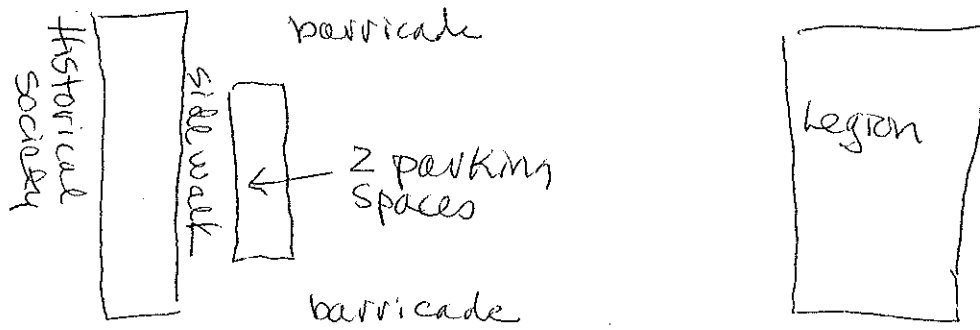 barricade
Historical
Society
sidewalk
2 parking
spaces
Legion
barricade